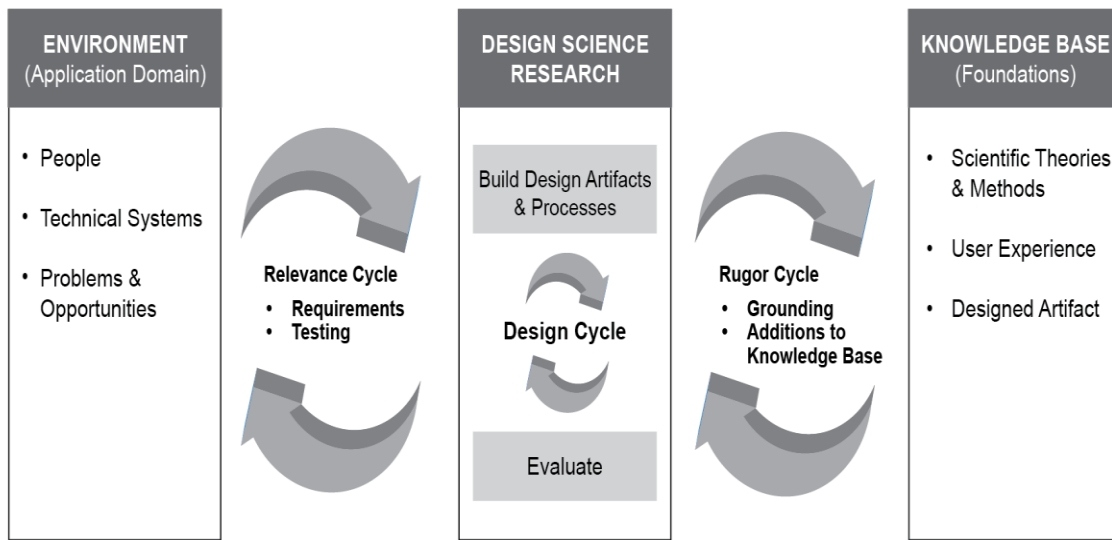 ENVIRONMENT
(Application Domain)
• People
• Technical Systems
• Problems &
Opportunities
Relevance Cycle
• Requirements
• Testing
DESIGN SCIENCE
RESEARCH
Build Design Artifacts
& Processes
Design Cycle
Evaluate
Rugor Cycle
• Grounding
• Additions to
Knowledge Base
KNOWLEDGE BASE
(Foundations)
• Scientific Theories
& Methods
• User Experience
• Designed Artifact